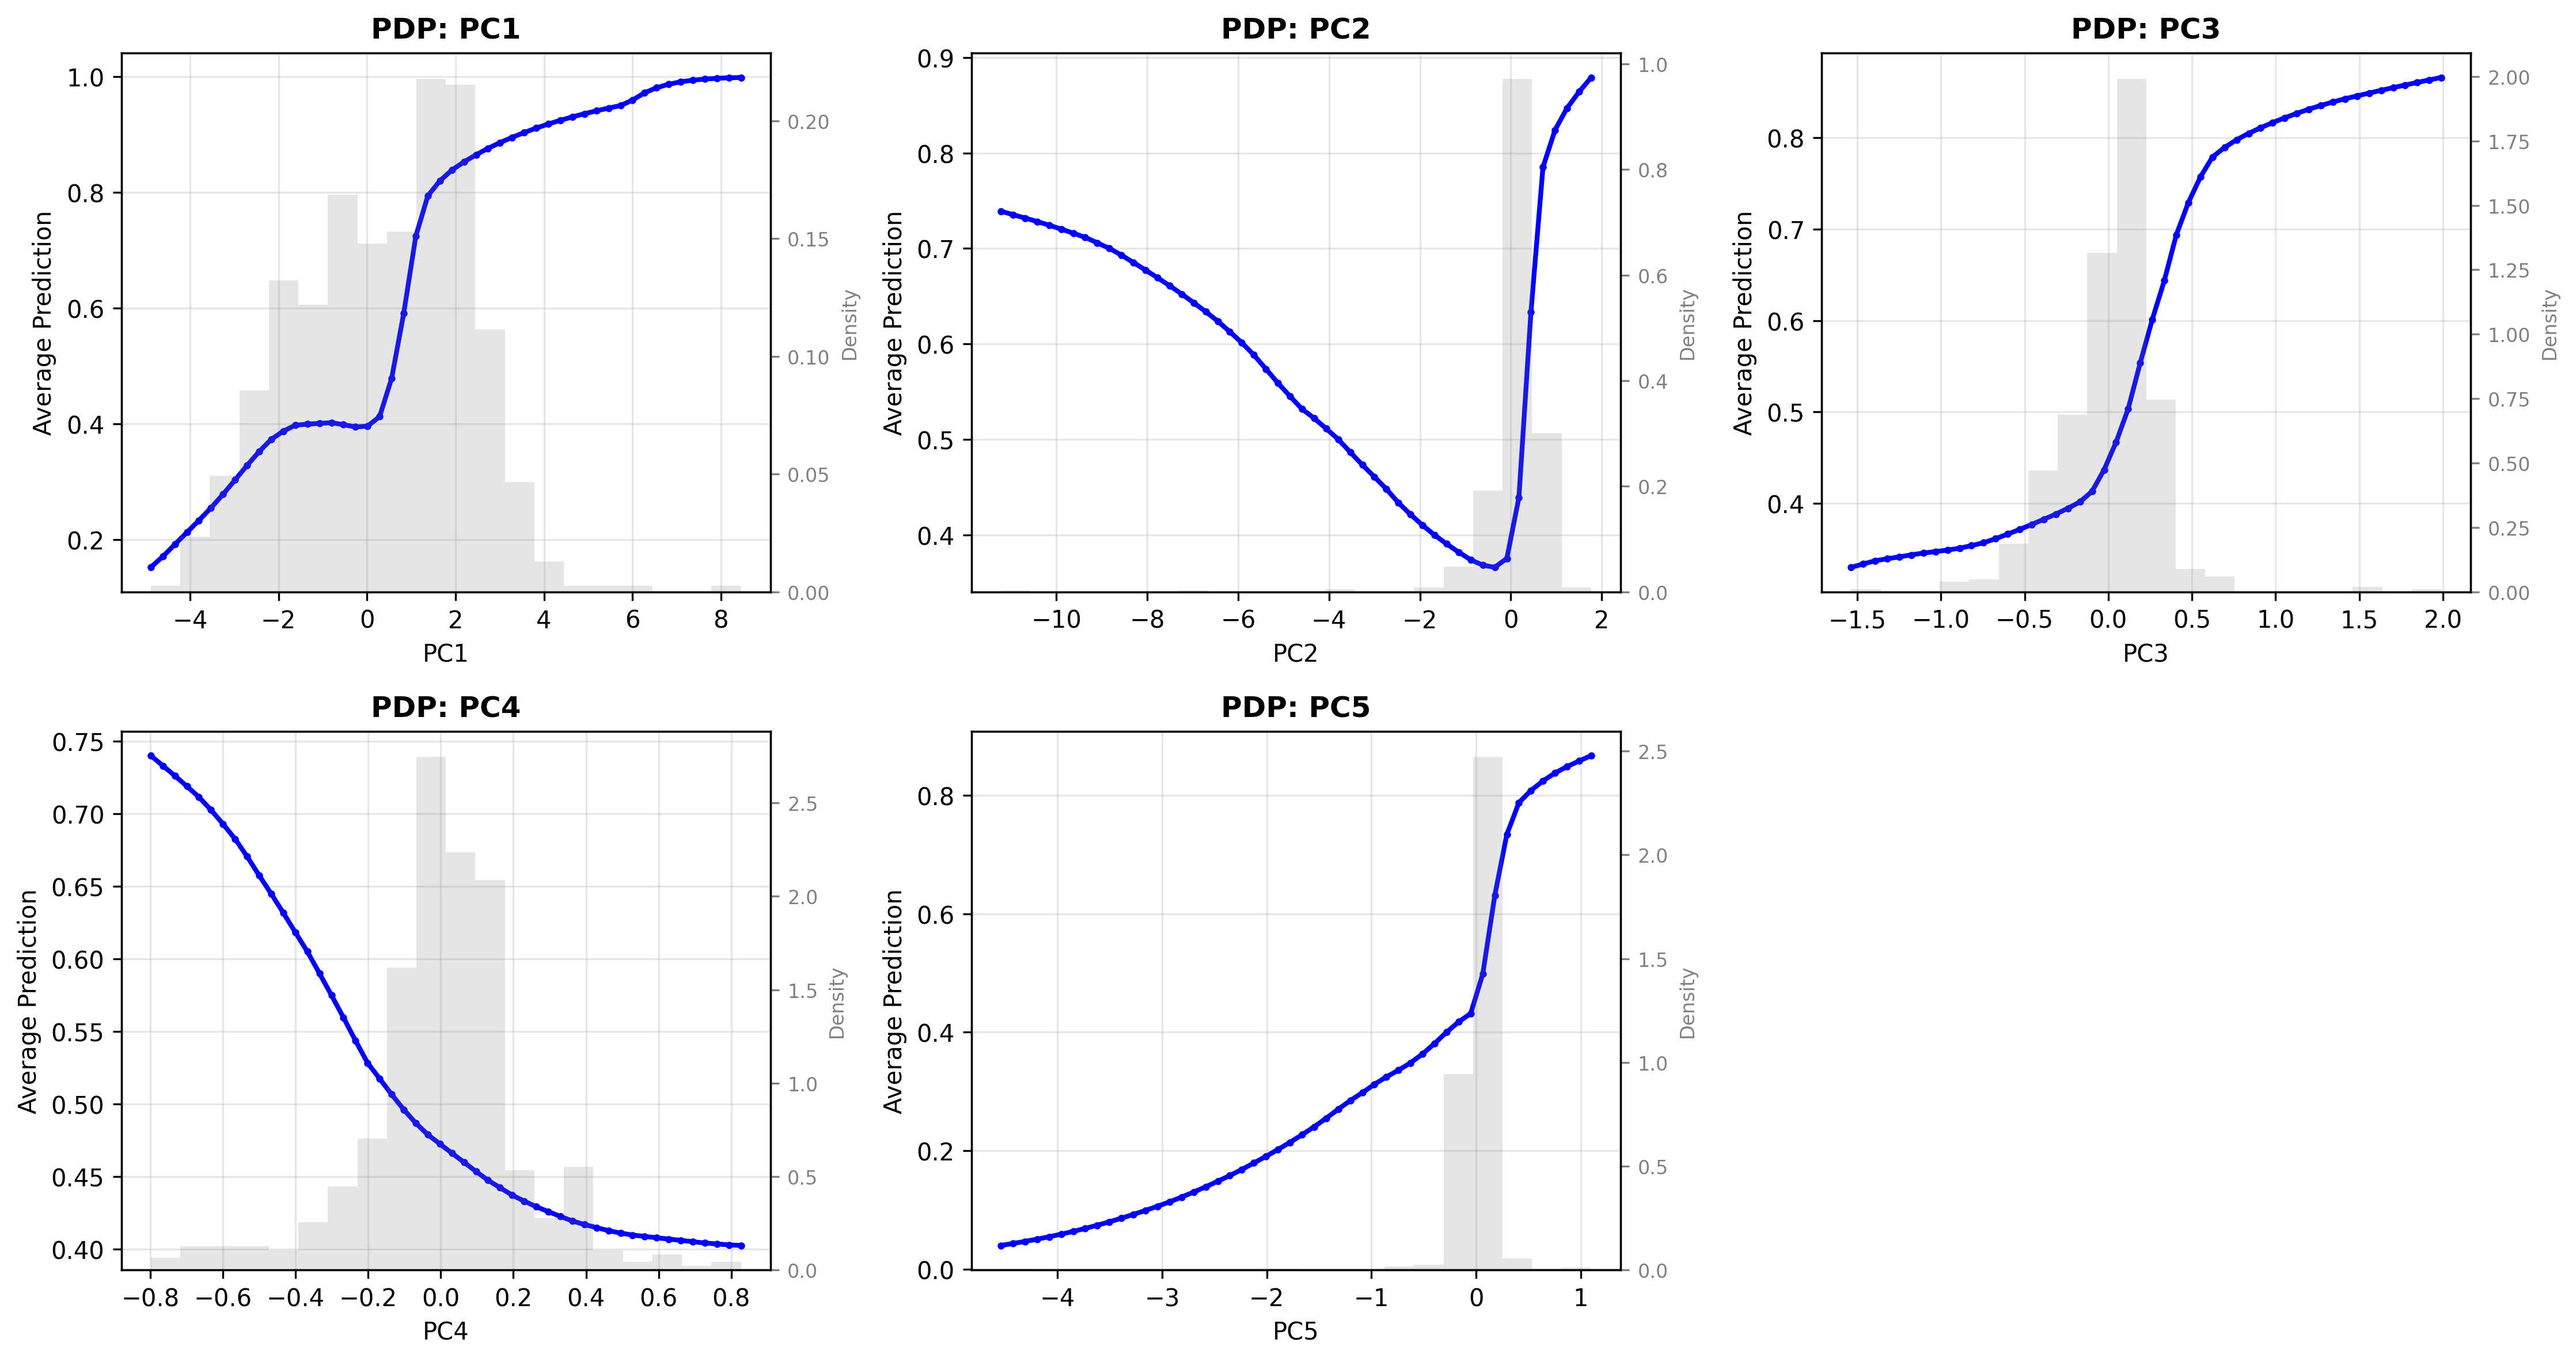 PDP: PC1
1.0
0.8
0.6
0.4
0.2
Average Prediction
0.20
0.15
0.10
0.05
0.00
Density
−4 −2 0 2 4 6 8
PC1
PDP: PC2
0.9
0.8
0.7
0.6
0.5
0.4
Average Prediction
1.0
0.8
0.6
0.4
0.2
0.0
Density
−10 −8 −6 −4 −2 0 2
PC2
PDP: PC3
0.8
0.7
0.6
0.5
0.4
Average Prediction
2.00
1.75
1.50
1.25
1.00
0.75
0.50
0.25
0.00
Density
−1.5 −1.0 −0.5 0.0 0.5 1.0 1.5 2.0
PC3
PDP: PC4
0.75
0.70
0.65
0.60
0.55
0.50
0.45
0.40
Average Prediction
2.5
2.0
1.5
1.0
0.5
0.0
Density
−0.8 −0.6 −0.4 −0.2 0.0 0.2 0.4 0.6 0.8
PC4
PDP: PC5
0.8
0.6
0.4
0.2
0.0
Average Prediction
2.5
2.0
1.5
1.0
0.5
0.0
Density
−4 −3 −2 −1 0 1
PC5